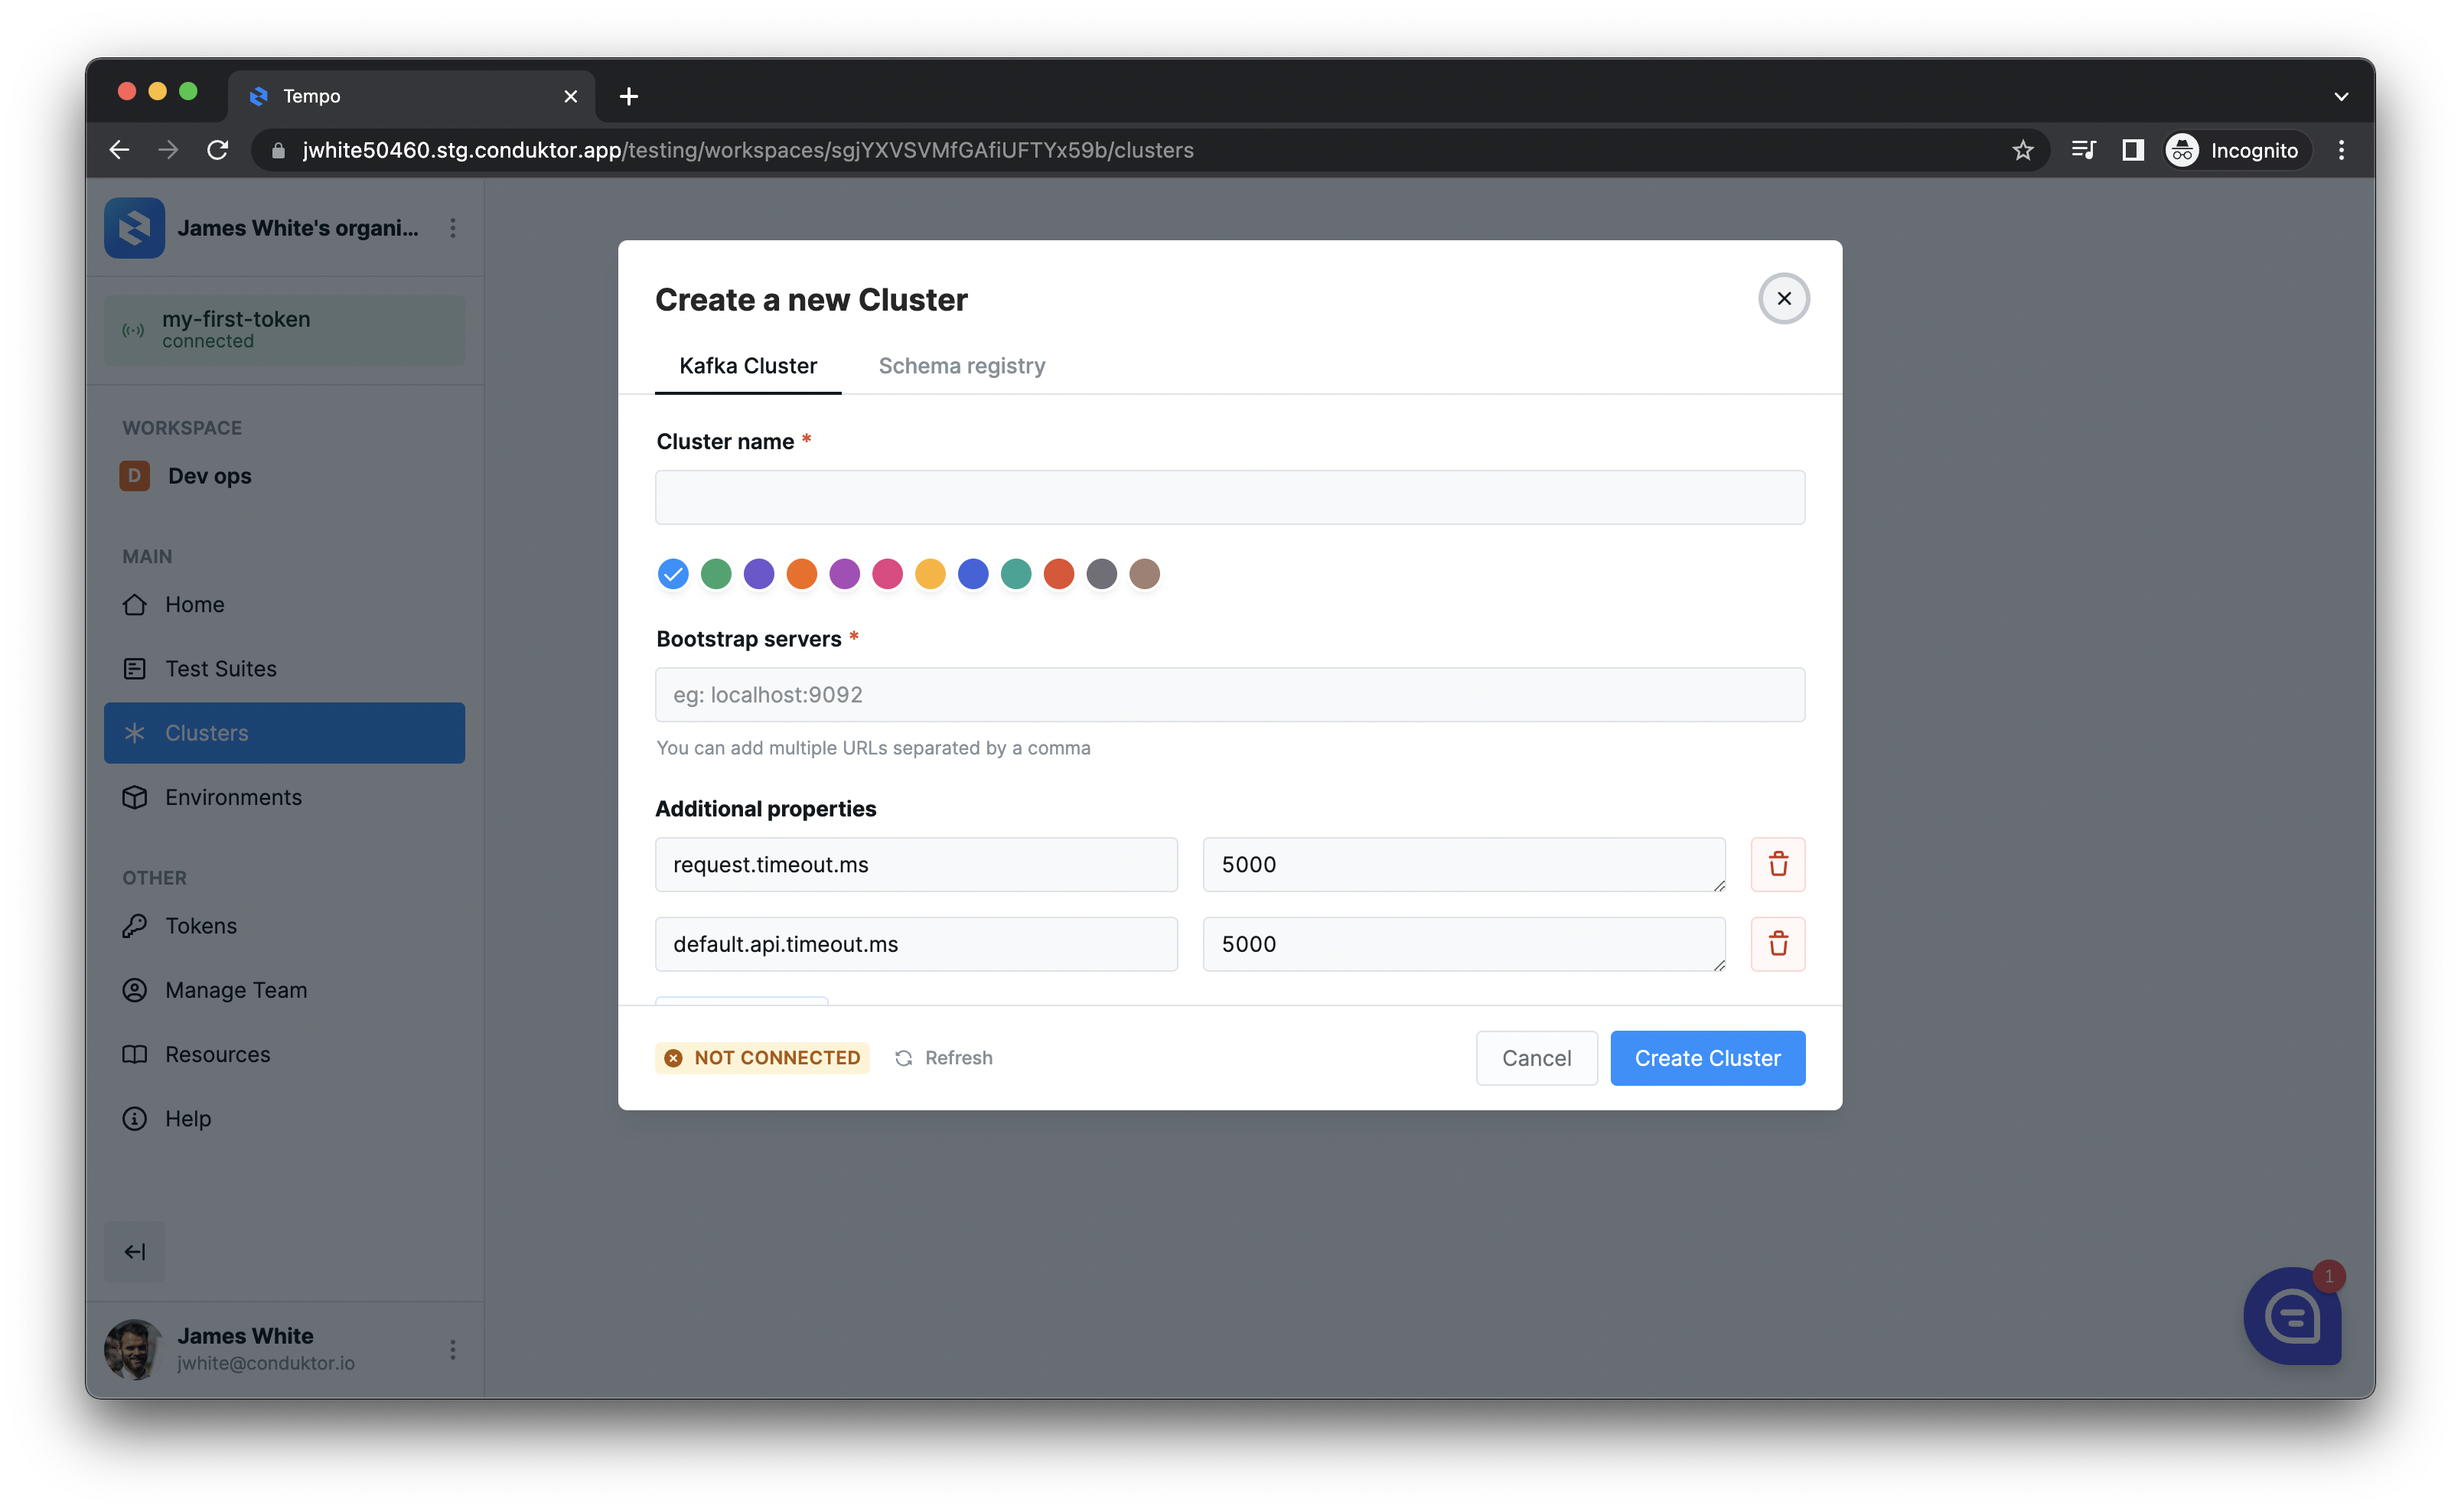 Tempo
jwhite50460.stg.conduktor.app/testing/workspaces/sgjYXVSVMfGAfiUFTYx59b/clusters
Incognito
James White's organi...
my-first-token
connected
WORKSPACE
D Dev ops
MAIN
Home
Test Suites
Clusters
Environments
OTHER
Tokens
Manage Team
Resources
Help
James White
jwhite@conduktor.io
Create a new Cluster
Kafka Cluster Schema registry
Cluster name *
Bootstrap servers *
eg: localhost:9092
You can add multiple URLs separated by a comma
Additional properties
request.timeout.ms 5000
default.api.timeout.ms 5000
NOT CONNECTED Refresh Cancel Create Cluster
1